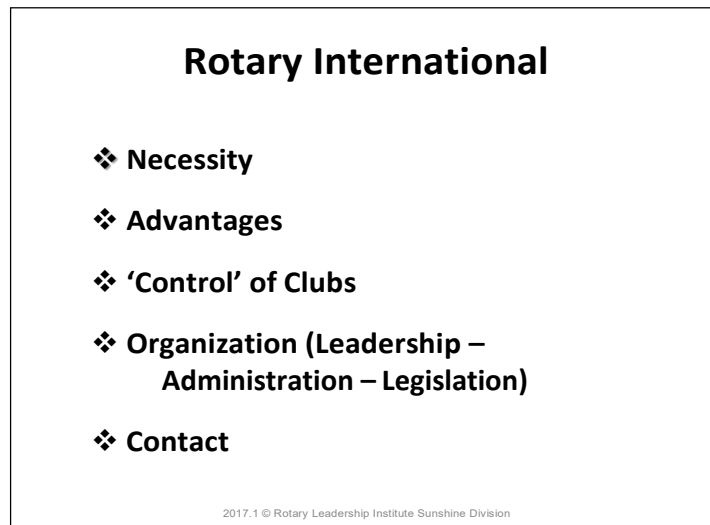 Rotary International
❖ Necessity
❖ Advantages
❖ ‘Control’ of Clubs
❖ Organization (Leadership –
Administration – Legislation)
❖ Contact
2017.1 © Rotary Leadership Institute Sunshine Division